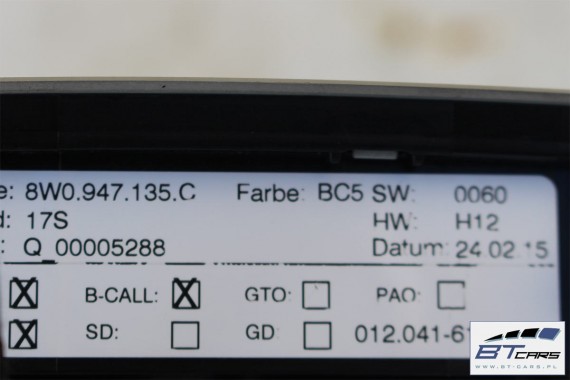 e: 8W0.947.135.C Farbe: BC5 SW: 0060
d: 17S HW: H12
: Q_00005288 Datum: 24.02.15
B-CALL: GTO: PAO:
SD: GD: 012.041-6
BTCARS
WWW.BT-CARS.PL